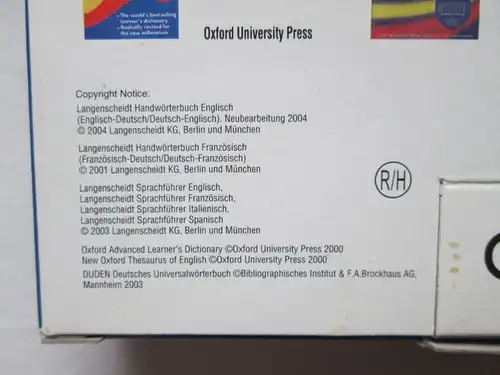 • The world's best-selling
learner's dictionary
• Radically revised for
the new millennium
Oxford University Press
Copyright Notice:
Langenscheidt Handwörterbuch Englisch
(Englisch-Deutsch/Deutsch-Englisch). Neubearbeitung 2004
© 2004 Langenscheidt KG, Berlin und München
Langenscheidt Handwörterbuch Französisch
(Französisch-Deutsch/Deutsch-Französisch)
© 2001 Langenscheidt KG, Berlin und München
Langenscheidt Sprachführer Englisch,
Langenscheidt Sprachführer Französisch,
Langenscheidt Sprachführer Italienisch,
Langenscheidt Sprachführer Spanisch
© 2003 Langenscheidt KG, Berlin und München
R/H
Oxford Advanced Learner's Dictionary ©Oxford University Press 2000
New Oxford Thesaurus of English ©Oxford University Press 2000
DUDEN Deutsches Universalwörterbuch ©Bibliographisches Institut & F.A.Brockhaus AG,
Mannheim 2003